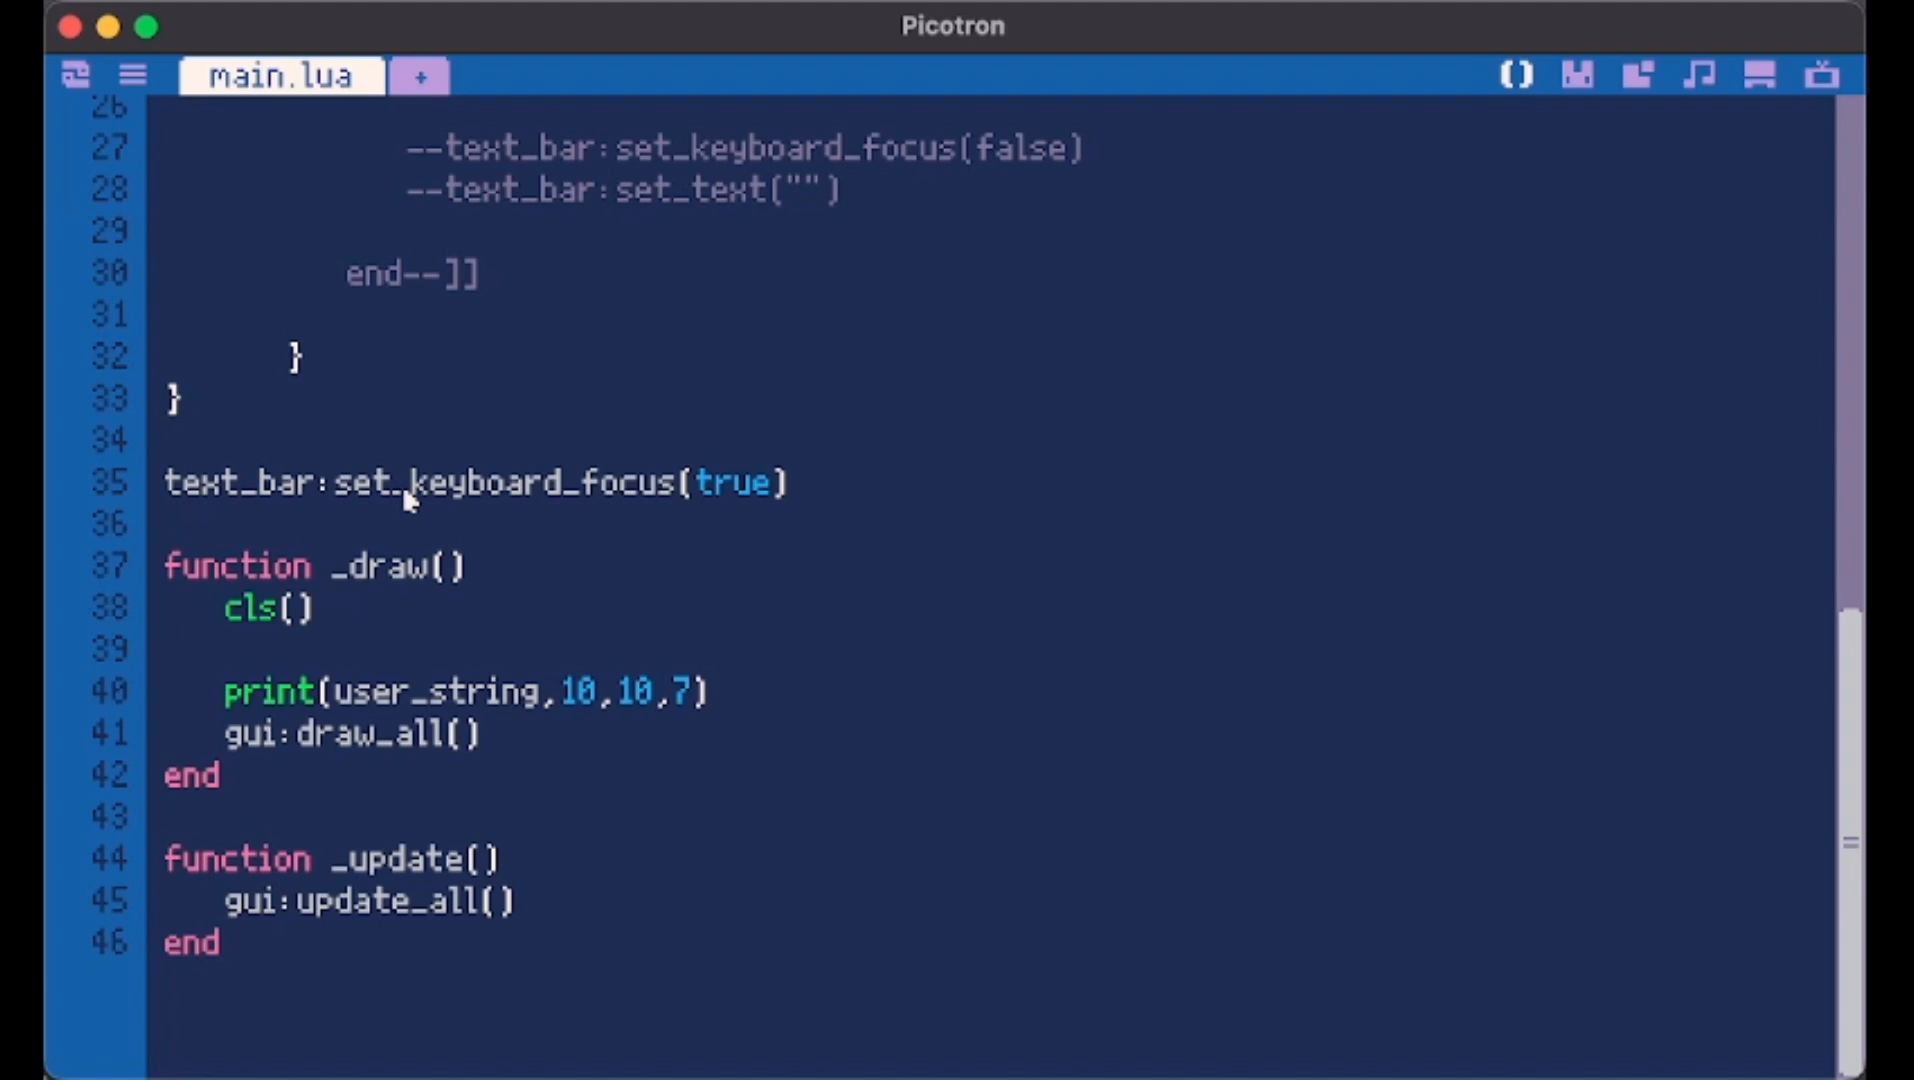 Picotron
main.lua +
26
27 --text_bar:set_keyboard_focus(false)
28 --text_bar:set_text("")
29
30 end--]]
31
32 }
33 }
34
35 text_bar:set_keyboard_focus(true)
36
37 function _draw()
38 cls()
39
40 print(user_string,10,10,7)
41 gui:draw_all()
42 end
43
44 function _update()
45 gui:update_all()
46 end